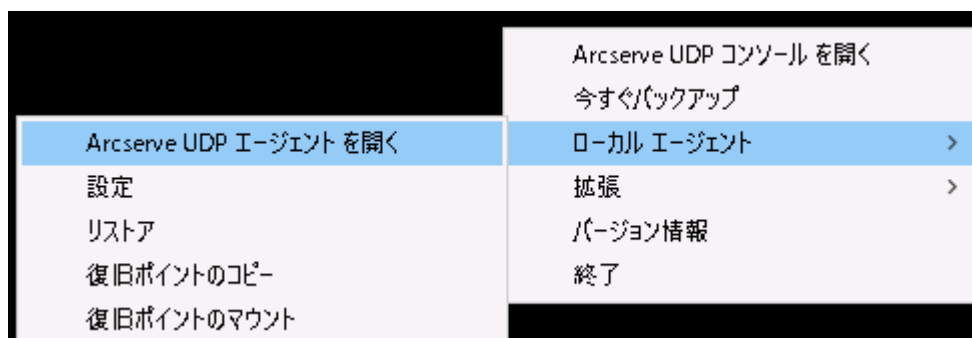 Arcserve UDP コンソール を開く
今すぐバックアップ
ローカル エージェント
拡張
バージョン情報
終了
Arcserve UDP エージェント を開く
設定
リストア
復旧ポイントのコピー
復旧ポイントのマウント